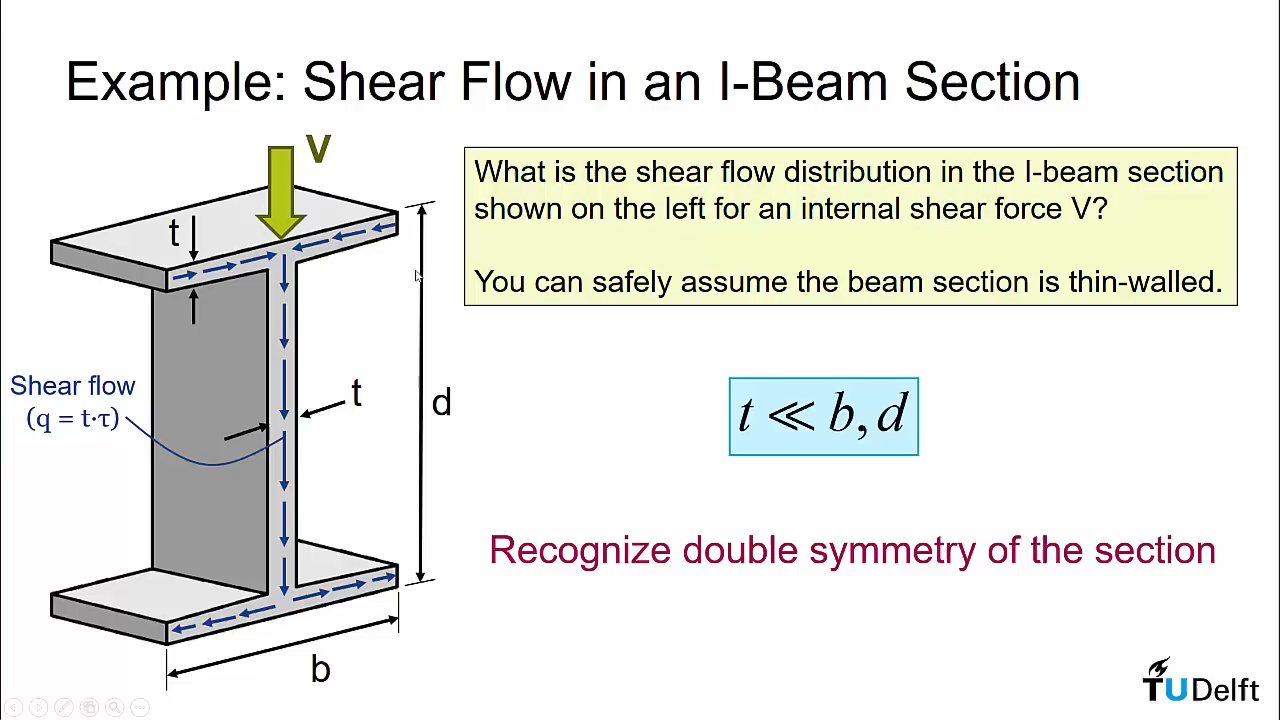 Example: Shear Flow in an I-Beam Section
V
What is the shear flow distribution in the I-beam section
shown on the left for an internal shear force V?
You can safely assume the beam section is thin-walled.
t
Shear flow
(q = t·τ)
t
d
t ≪ b, d
Recognize double symmetry of the section
b
TUDelft